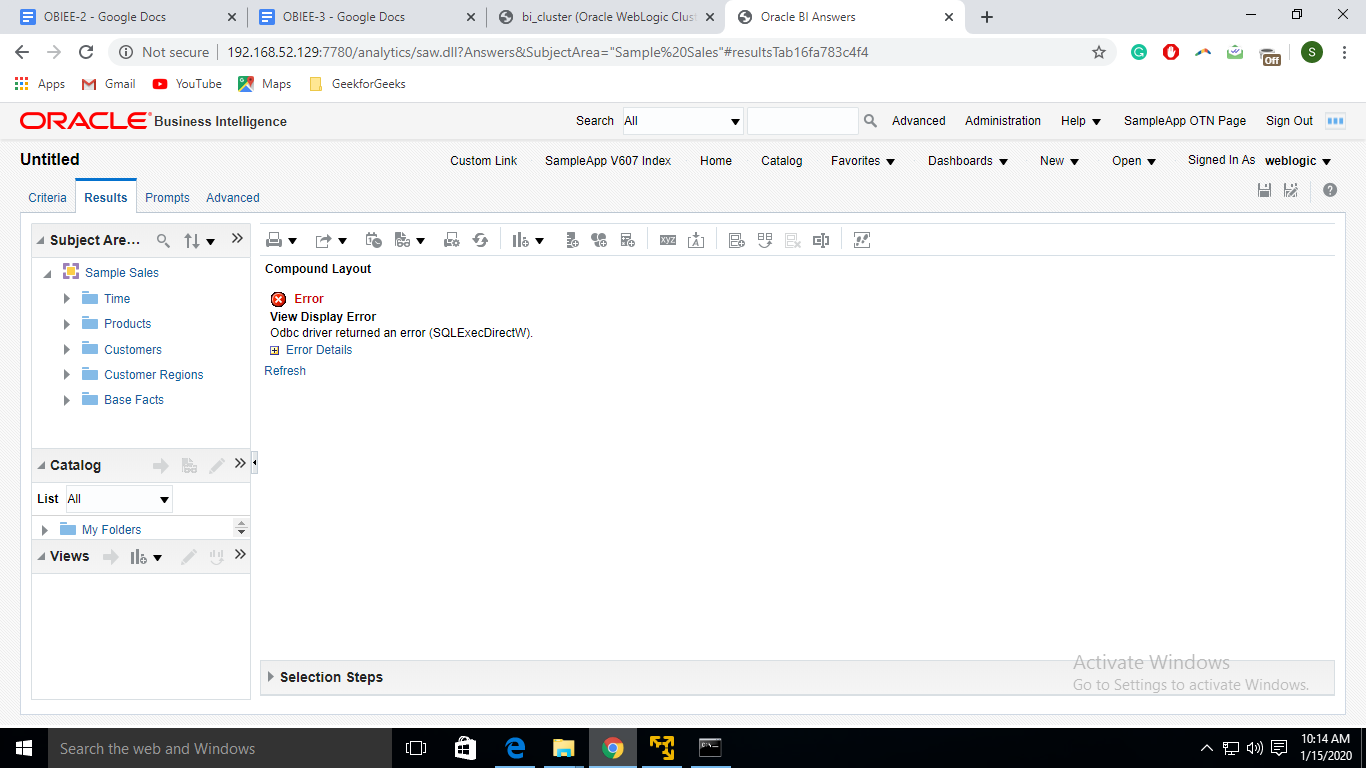 OBIEE-2 - Google Docs
OBIEE-3 - Google Docs
bi_cluster (Oracle WebLogic Clus
Oracle BI Answers
Not secure
192.168.52.129:7780/analytics/saw.dll?Answers&SubjectArea="Sample%20Sales"#resultsTab16fa783c4f4
Off
S
Apps
Gmail
YouTube
Maps
GeekforGeeks
ORACLE Business Intelligence
Search All
Advanced
Administration
Help
SampleApp OTN Page
Sign Out
Untitled
Custom Link
SampleApp V607 Index
Home
Catalog
Favorites
Dashboards
New
Open
Signed In As weblogic
Criteria
Results
Prompts
Advanced
Subject Are...
Sample Sales
Time
Products
Customers
Customer Regions
Base Facts
Catalog
List All
My Folders
Views
XYZ
Compound Layout
Error
View Display Error
Odbc driver returned an error (SQLExecDirectW).
Error Details
Refresh
Selection Steps
Activate Windows
Go to Settings to activate Windows.
Search the web and Windows
10:14 AM
1/15/2020